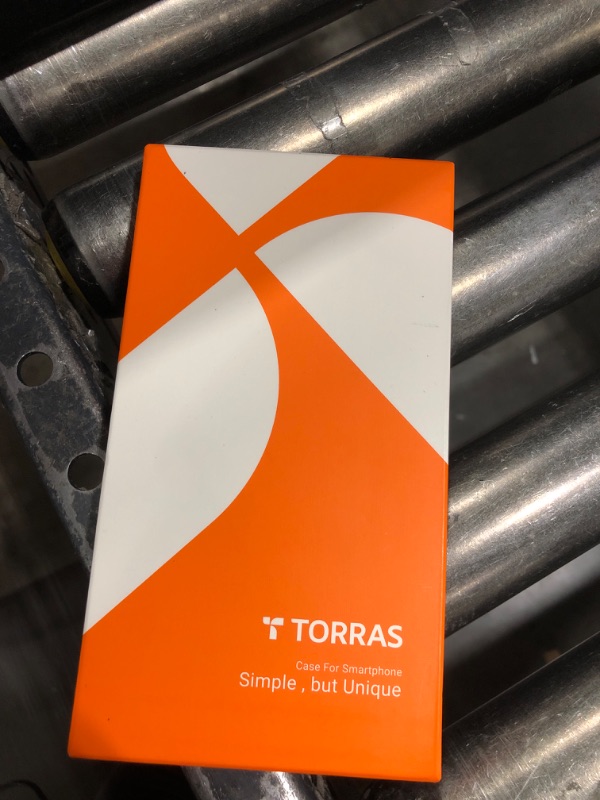 TORRAS
Case For Smartphone
Simple , but Unique